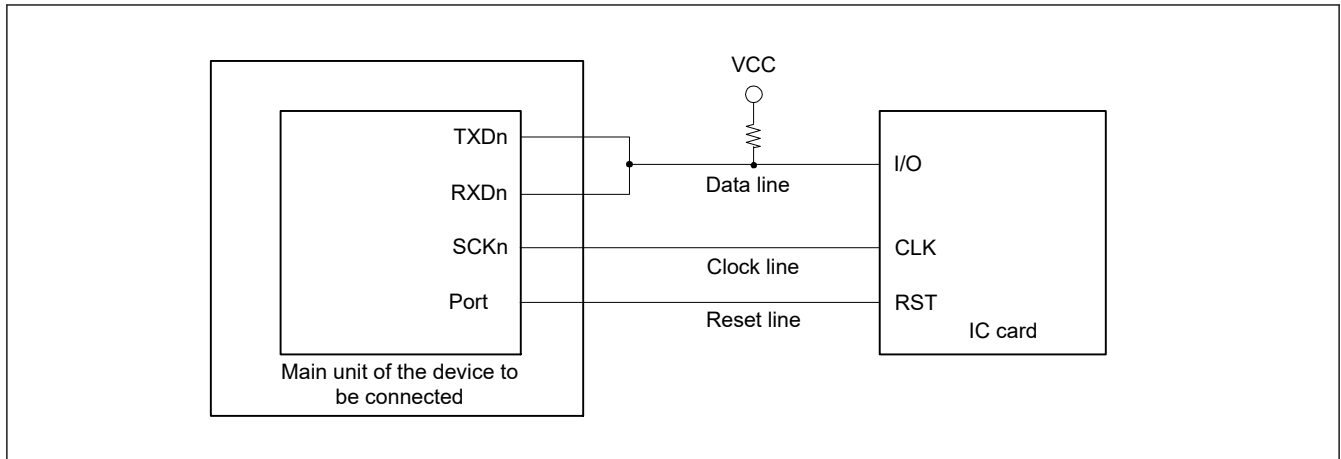 VCC
TXDn
I/O
Data line
RXDn
SCKn
CLK
Clock line
Port
RST
Reset line
IC card
Main unit of the device to
be connected